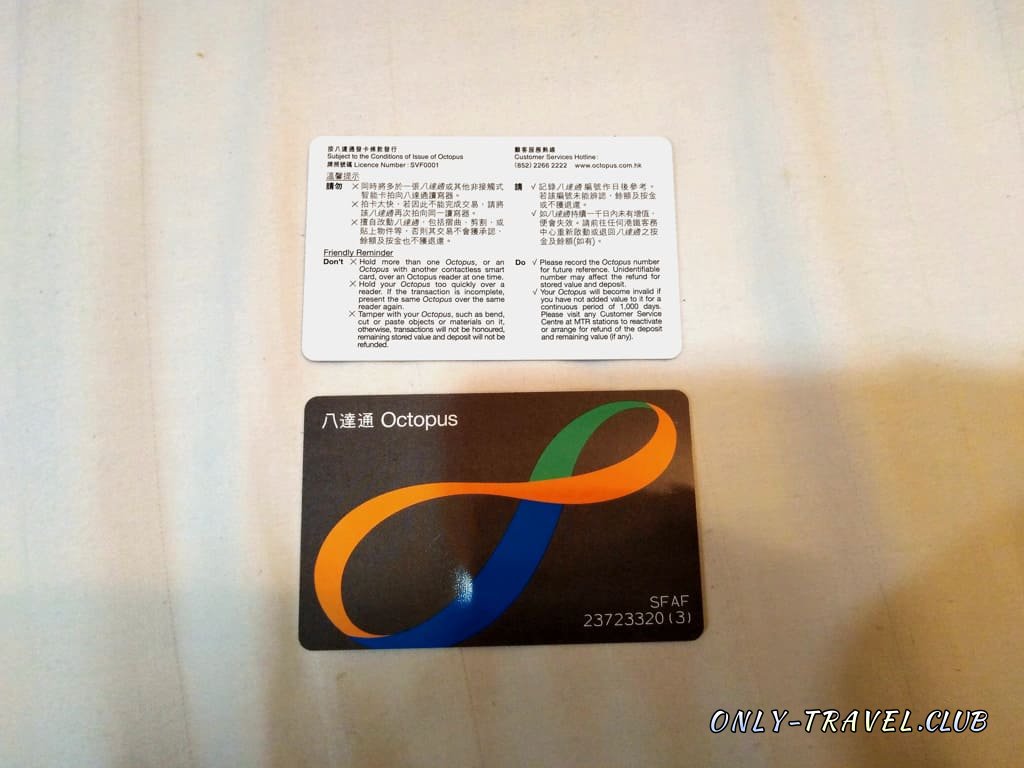 按八達通發卡條款發行
Subject to the Conditions of Issue of Octopus
牌照號碼 Licence Number : SVF0001
溫馨提示
請勿 ✕ 同時將多於一張八達通或其他非接觸式
智能卡拍向八達通讀寫器。
✕ 拍卡太快，若因此不能完成交易，請將
該八達通再次拍向同一讀寫器。
✕ 擅自改動八達通，包括摺曲、剪割、或
貼上物件等，否則其交易不會獲承認，
餘額及按金也不獲退還。
Friendly Reminder
Don't ✕ Hold more than one Octopus, or an
Octopus with another contactless smart
card, over an Octopus reader at one time.
✕ Hold your Octopus too quickly over a
reader. If the transaction is incomplete,
present the same Octopus over the same
reader again.
✕ Tamper with your Octopus, such as bend,
cut or paste objects or materials on it,
otherwise, transactions will not be honoured,
remaining stored value and deposit will not be
refunded.
顧客服務熱線
Customer Services Hotline :
(852) 2266 2222 www.octopus.com.hk
請 √ 記錄八達通編號作日後參考。
若該編號未能辨認，餘額及按金
或不獲退還。
√ 如八達通持續一千日內未有增值，
便會失效。請前往任何港鐵客務
中心重新啟動或退回八達通之按
金及餘額(如有)。
Do √ Please record the Octopus number
for future reference. Unidentifiable
number may affect the refund for
stored value and deposit.
√ Your Octopus will become invalid if
you have not added value to it for a
continuous period of 1,000 days.
Please visit any Customer Service
Centre at MTR stations to reactivate
or arrange for refund of the deposit
and remaining value (if any).
八達通 Octopus
SFAF
23723320 (3)
ONLY-TRAVEL.CLUB